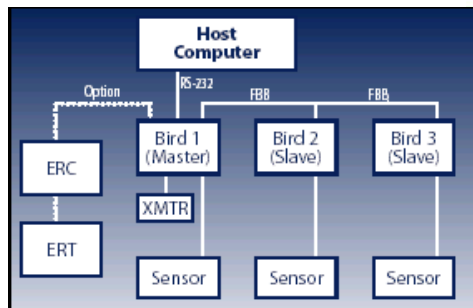 Host
Computer
RS-232
Option
FBB
FBB
Bird 1
(Master)
Bird 2
(Slave)
Bird 3
(Slave)
ERC
XMTR
ERT
Sensor
Sensor
Sensor